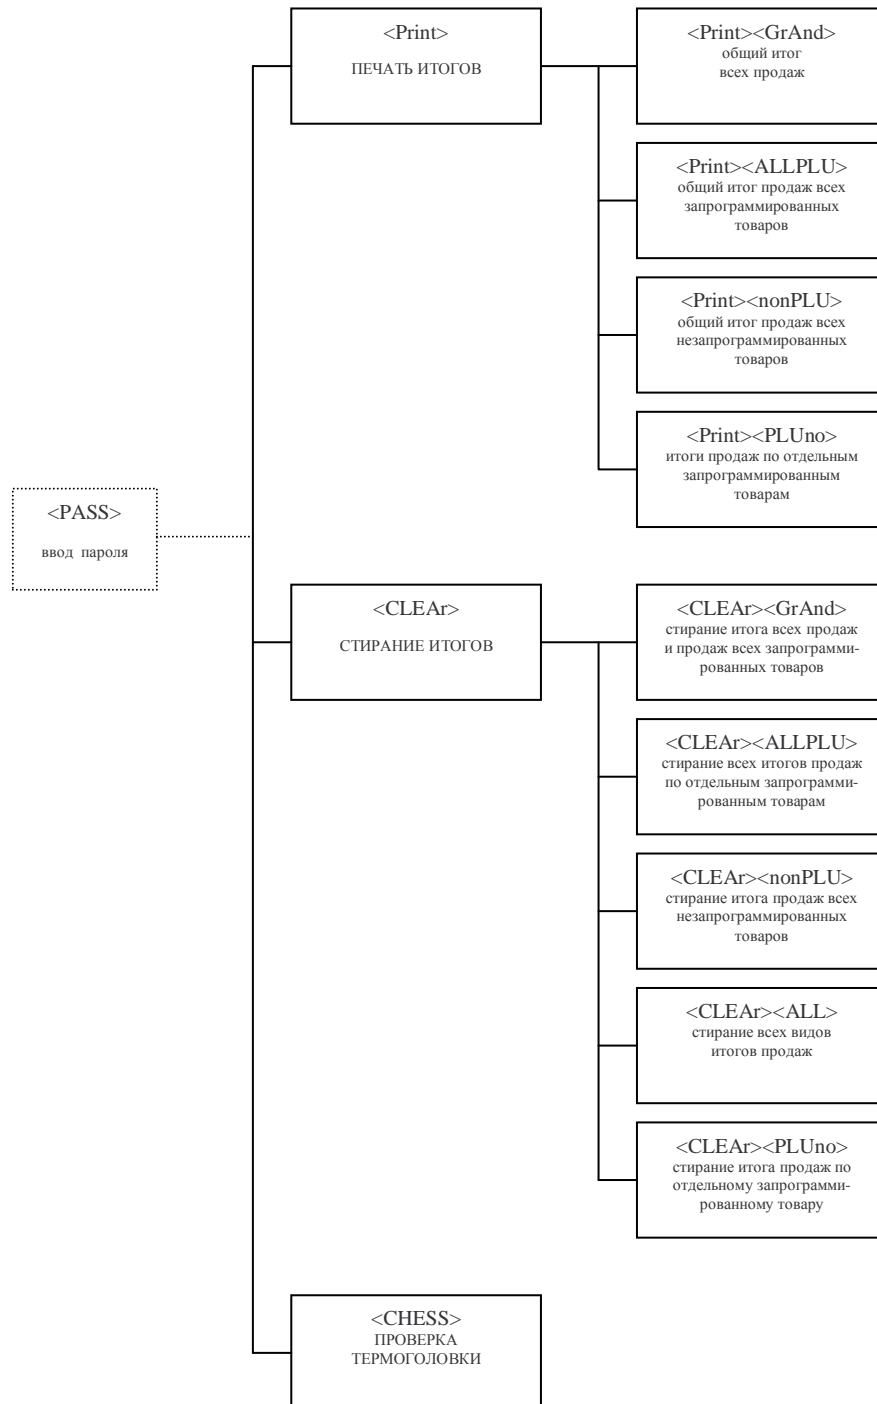 <Print>
ПЕЧАТЬ ИТОГОВ
<Print><GrAnd>
общий итог
всех продаж
<Print><ALLPLU>
общий итог продаж всех
запрограммированных
товаров
<Print><nonPLU>
общий итог продаж всех
незапрограммированных
товаров
<Print><PLUno>
итоги продаж по отдельным
запрограммированным
товарам
<PASS>
ввод пароля
<CLEAr>
СТИРАНИЕ ИТОГОВ
<CLEAr><GrAnd>
стирание итога всех продаж
и продаж всех запрограмми-
рованных товаров
<CLEAr><ALLPLU>
стирание всех итогов продаж
по отдельным запрограмми-
рованным товарам
<CLEAr><nonPLU>
стирание итога продаж всех
незапрограммированных
товаров
<CLEAr><ALL>
стирание всех видов
итогов продаж
<CLEAr><PLUno>
стирание итога продаж по
отдельному запрограмми-
рованному товару
<CHESS>
ПРОВЕРКА
ТЕРМОГОЛОВКИ